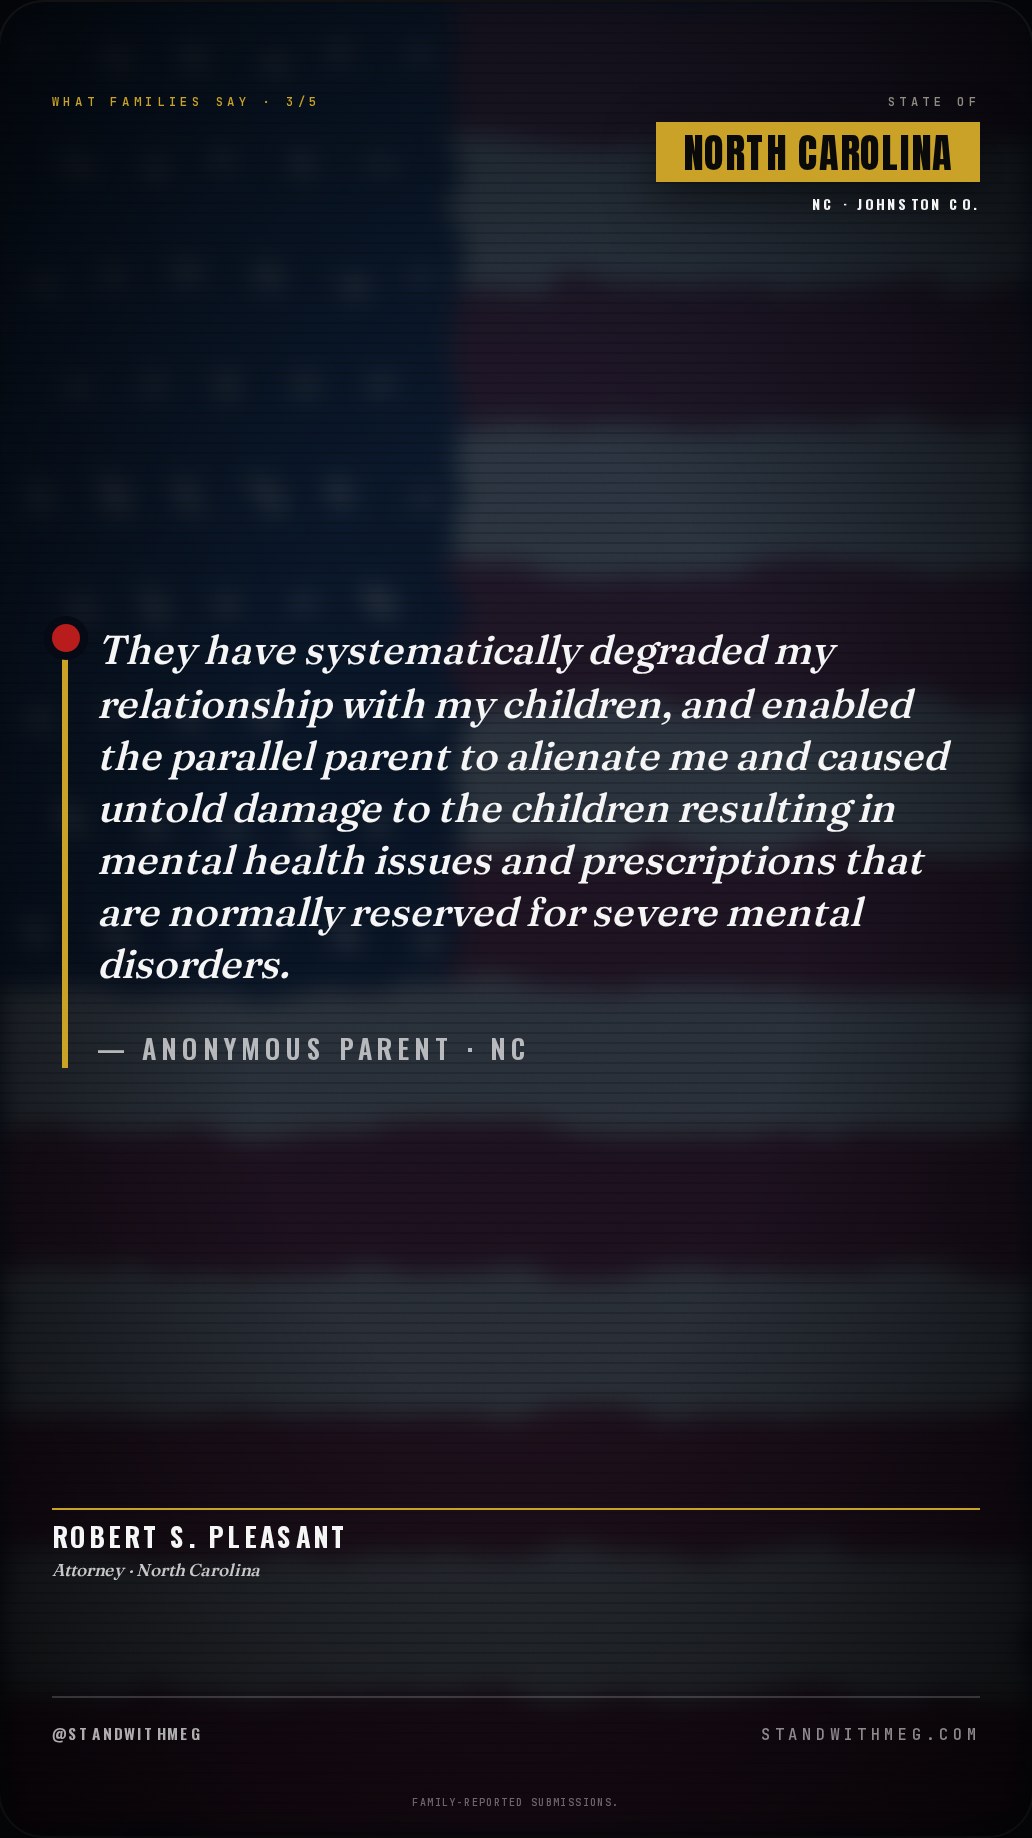 WHAT FAMILIES SAY · 3/5
STATE OF
NORTH CAROLINA
NC · JOHNSTON CO.
They have systematically degraded my
relationship with my children, and enabled
the parallel parent to alienate me and caused
untold damage to the children resulting in
mental health issues and prescriptions that
are normally reserved for severe mental
disorders.
— ANONYMOUS PARENT · NC
ROBERT S. PLEASANT
Attorney · North Carolina
@STANDWITHMEG
STANDWITHMEG.COM
FAMILY-REPORTED SUBMISSIONS.